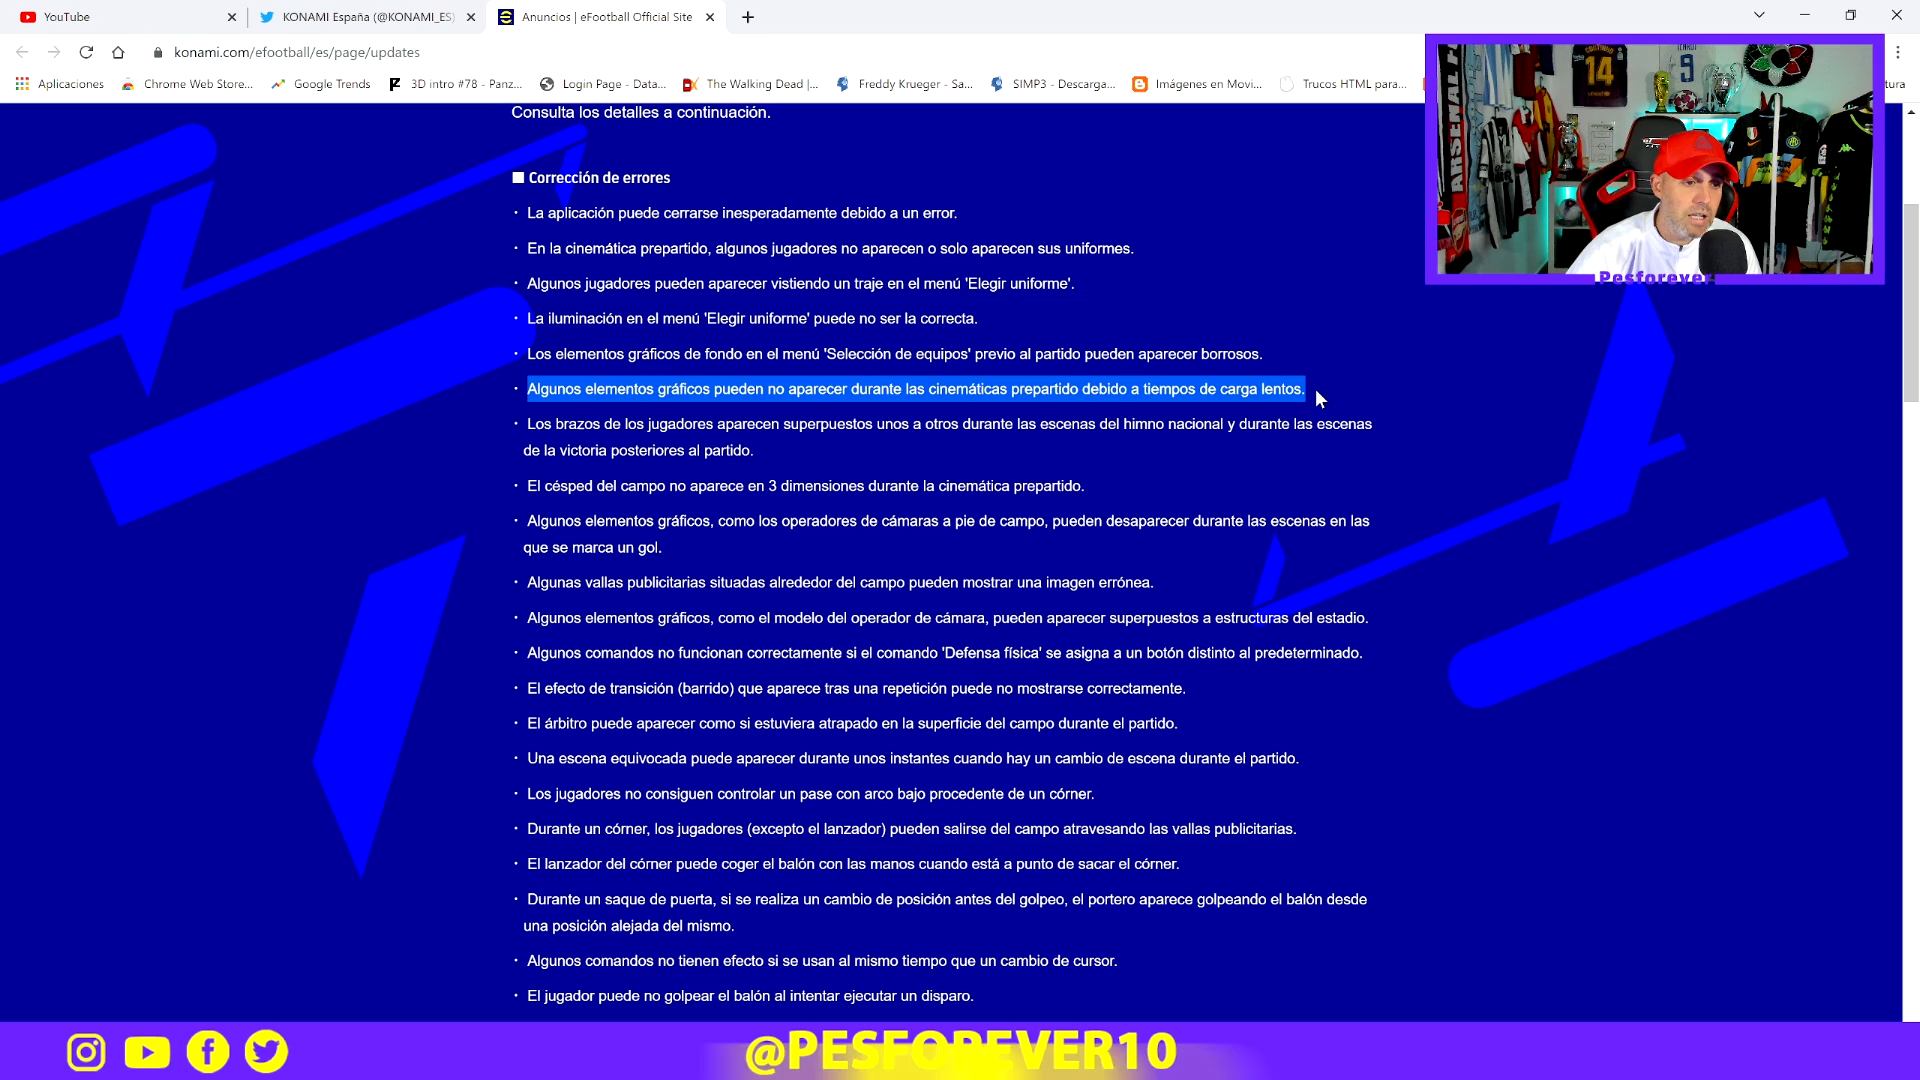 YouTube
KONAMI España (@KONAMI_ES)
Anuncios | eFootball Official Site
konami.com/efootball/es/page/updates
Aplicaciones
Chrome Web Store...
Google Trends
3D intro #78 - Panz...
Login Page - Data...
The Walking Dead |...
Freddy Krueger - Sa...
SIMP3 - Descarga...
Imágenes en Movi...
Trucos HTML para...
tura
ARSENAL F
14
9
Pesforever
Consulta los detalles a continuación.
■ Corrección de errores
・ La aplicación puede cerrarse inesperadamente debido a un error.
・ En la cinemática prepartido, algunos jugadores no aparecen o solo aparecen sus uniformes.
・ Algunos jugadores pueden aparecer vistiendo un traje en el menú 'Elegir uniforme'.
・ La iluminación en el menú 'Elegir uniforme' puede no ser la correcta.
・ Los elementos gráficos de fondo en el menú 'Selección de equipos' previo al partido pueden aparecer borrosos.
・ Algunos elementos gráficos pueden no aparecer durante las cinemáticas prepartido debido a tiempos de carga lentos.
・ Los brazos de los jugadores aparecen superpuestos unos a otros durante las escenas del himno nacional y durante las escenas
de la victoria posteriores al partido.
・ El césped del campo no aparece en 3 dimensiones durante la cinemática prepartido.
・ Algunos elementos gráficos, como los operadores de cámaras a pie de campo, pueden desaparecer durante las escenas en las
que se marca un gol.
・ Algunas vallas publicitarias situadas alrededor del campo pueden mostrar una imagen errónea.
・ Algunos elementos gráficos, como el modelo del operador de cámara, pueden aparecer superpuestos a estructuras del estadio.
・ Algunos comandos no funcionan correctamente si el comando 'Defensa física' se asigna a un botón distinto al predeterminado.
・ El efecto de transición (barrido) que aparece tras una repetición puede no mostrarse correctamente.
・ El árbitro puede aparecer como si estuviera atrapado en la superficie del campo durante el partido.
・ Una escena equivocada puede aparecer durante unos instantes cuando hay un cambio de escena durante el partido.
・ Los jugadores no consiguen controlar un pase con arco bajo procedente de un córner.
・ Durante un córner, los jugadores (excepto el lanzador) pueden salirse del campo atravesando las vallas publicitarias.
・ El lanzador del córner puede coger el balón con las manos cuando está a punto de sacar el córner.
・ Durante un saque de puerta, si se realiza un cambio de posición antes del golpeo, el portero aparece golpeando el balón desde
una posición alejada del mismo.
・ Algunos comandos no tienen efecto si se usan al mismo tiempo que un cambio de cursor.
・ El jugador puede no golpear el balón al intentar ejecutar un disparo.
@PESFOREVER10